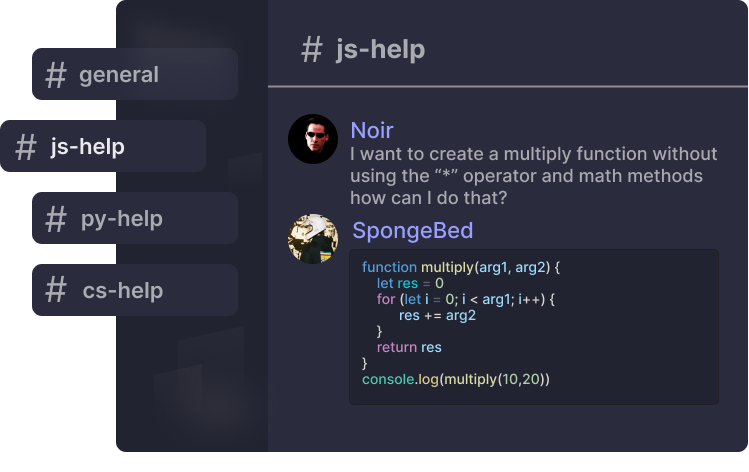 # general
# js-help
# py-help
# cs-help
# js-help
Noir
I want to create a multiply function without
using the “*” operator and math methods
how can I do that?
SpongeBed
function multiply(arg1, arg2) {
let res = 0
for (let i = 0; i < arg1; i++) {
res += arg2
}
return res
}
console.log(multiply(10,20))